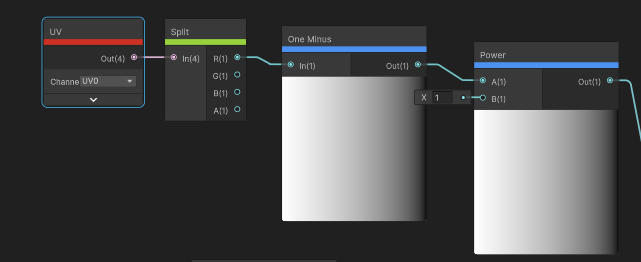 UV
Out(4)
Channe UV0
Split
In(4) R(1)
G(1)
B(1)
A(1)
One Minus
In(1) Out(1)
Power
A(1) Out(1)
X 1 B(1)